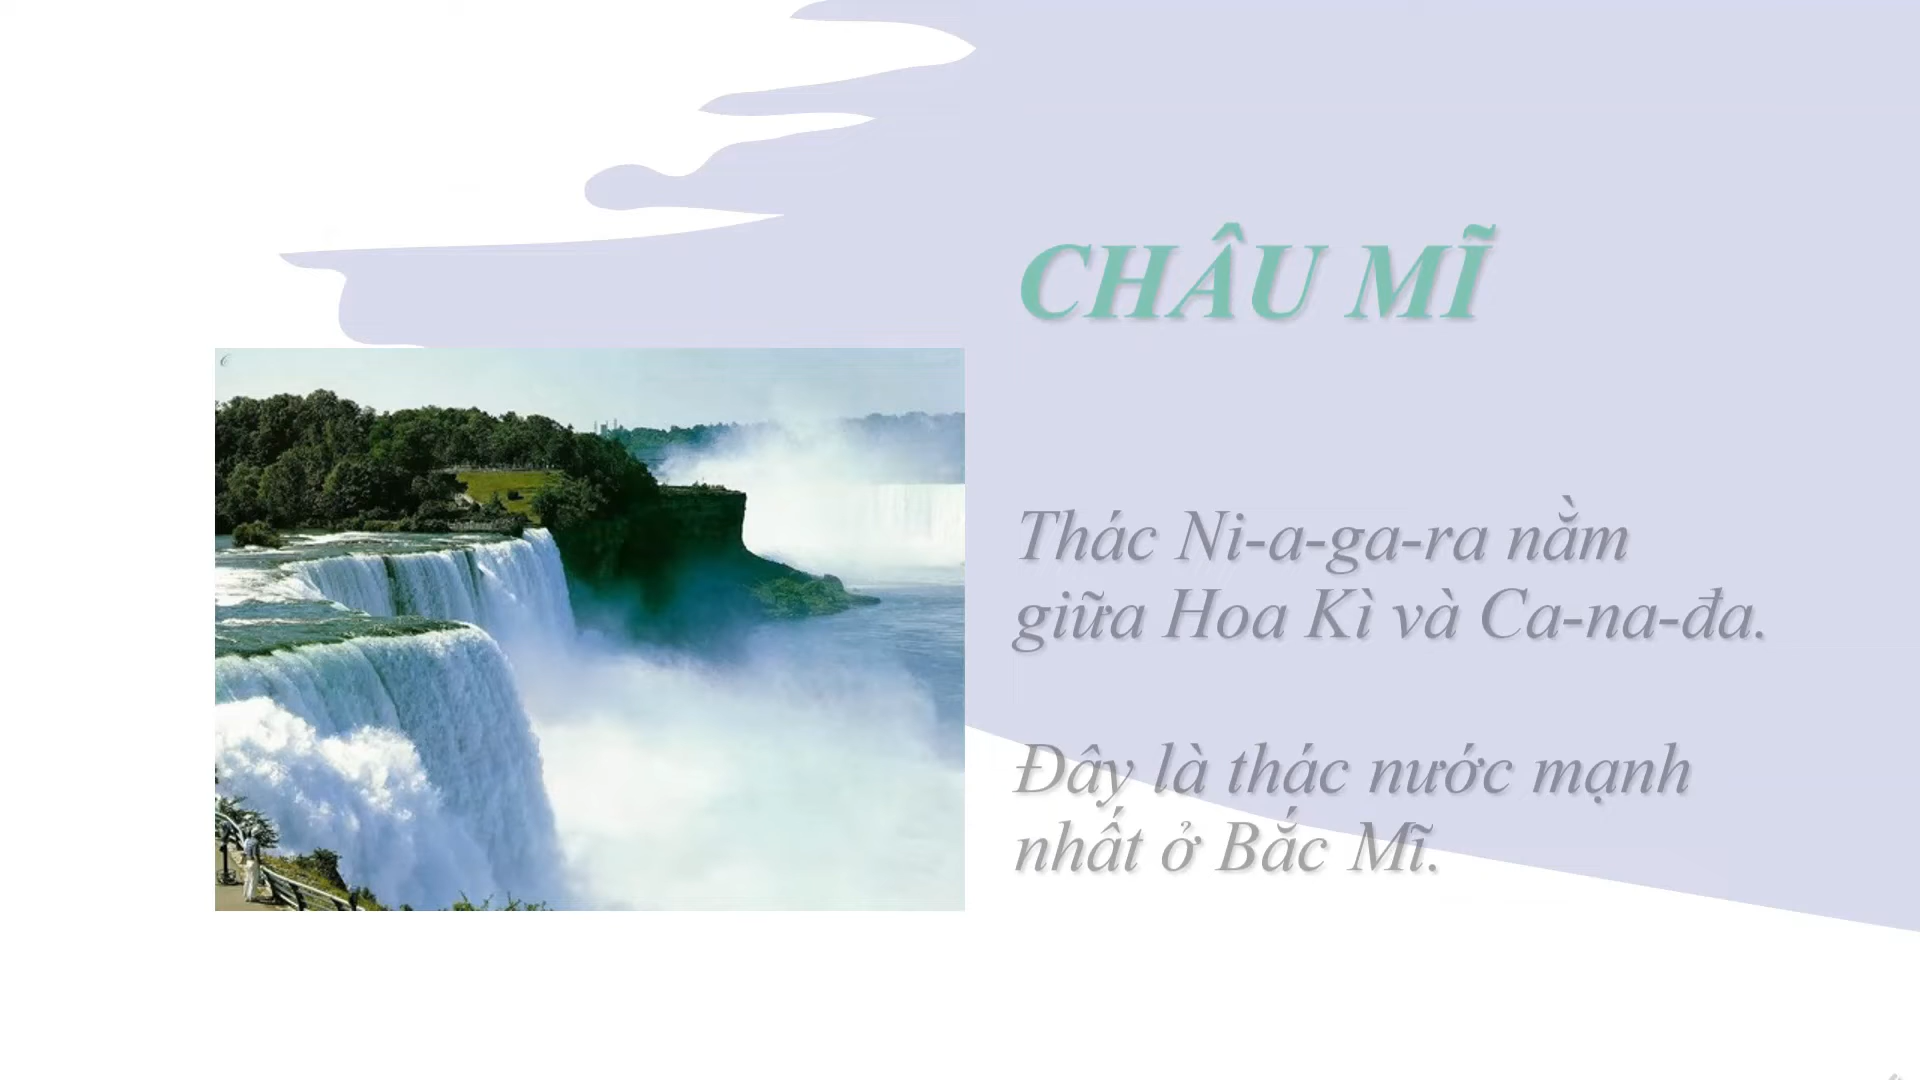 CHÂU MĨ
Thác Ni-a-ga-ra nằm
giữa Hoa Kì và Ca-na-đa.
Đây là thác nước mạnh
nhất ở Bắc Mĩ.